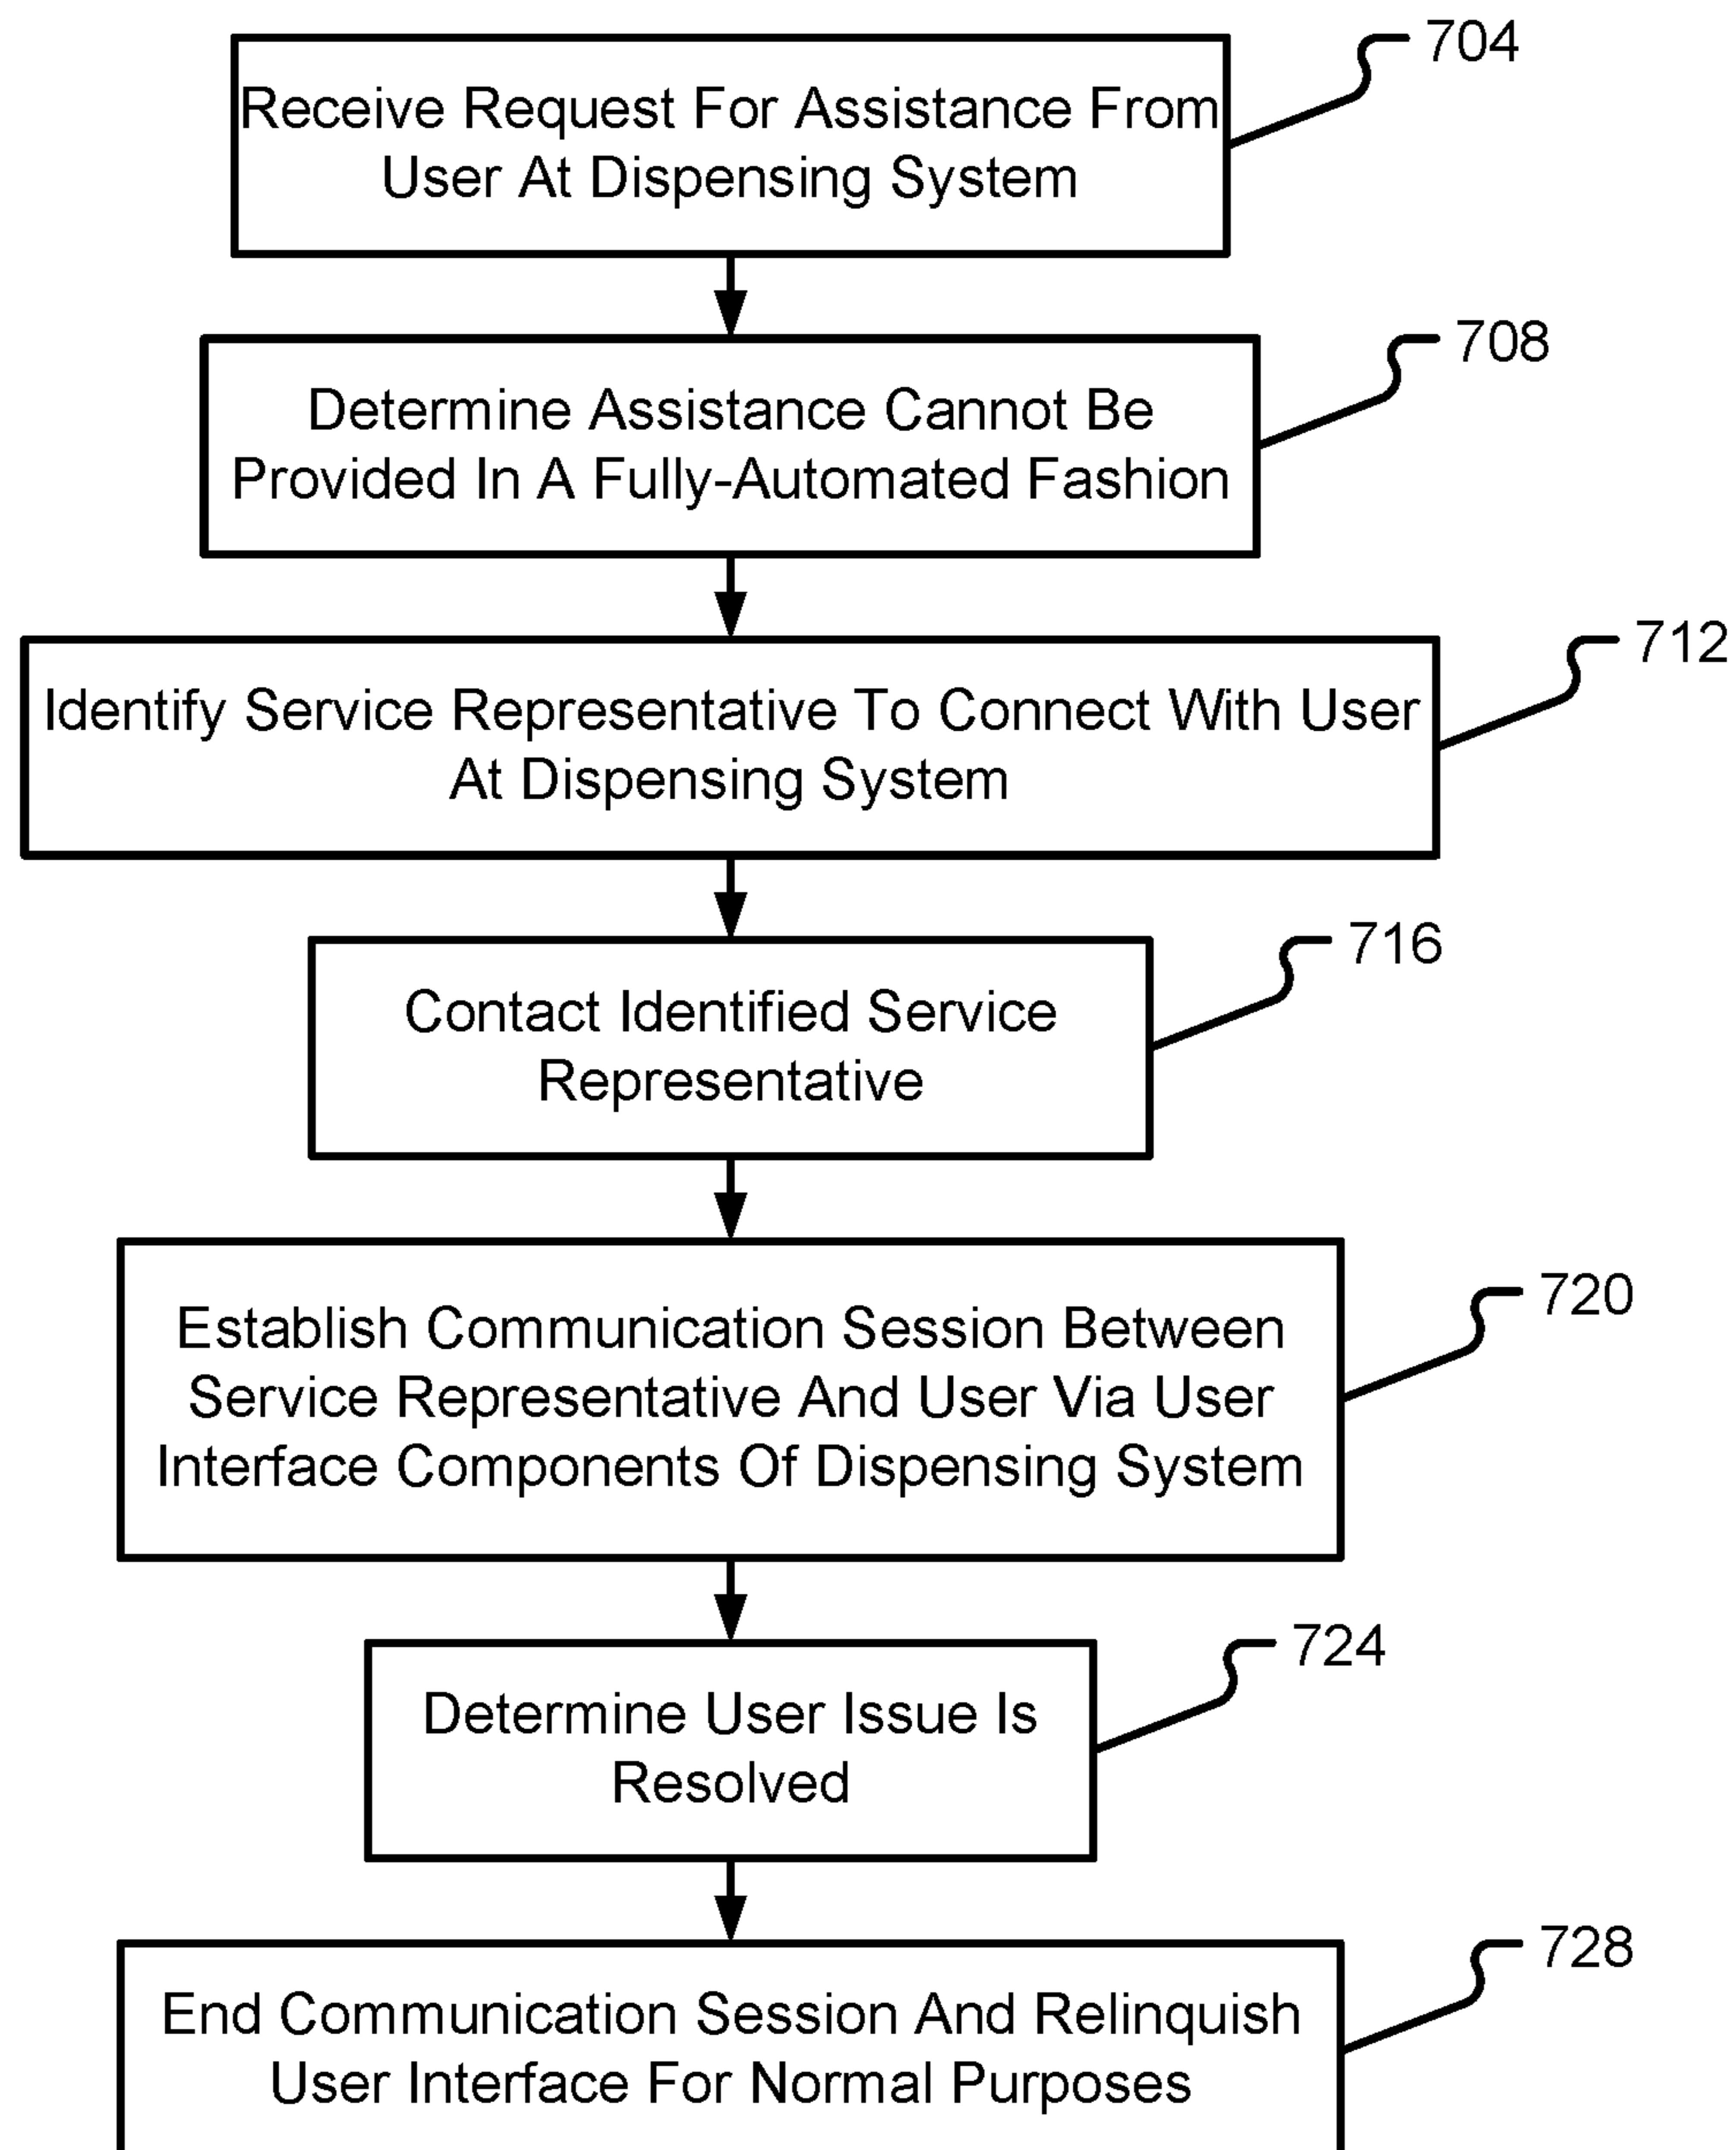 704
Receive Request For Assistance From
User At Dispensing System
708
Determine Assistance Cannot Be
Provided In A Fully-Automated Fashion
712
Identify Service Representative To Connect With User
At Dispensing System
716
Contact Identified Service
Representative
720
Establish Communication Session Between
Service Representative And User Via User
Interface Components Of Dispensing System
724
Determine User Issue Is
Resolved
728
End Communication Session And Relinquish
User Interface For Normal Purposes